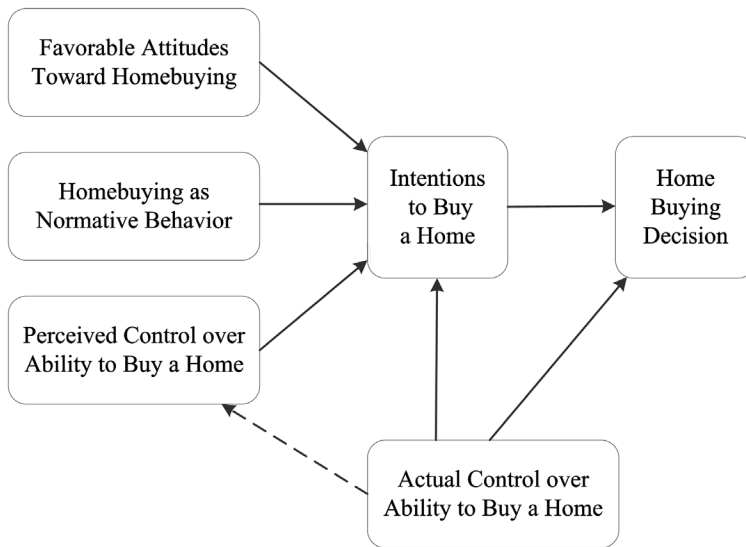 Favorable Attitudes
Toward Homebuying
Homebuying as
Normative Behavior
Perceived Control over
Ability to Buy a Home
Intentions
to Buy
a Home
Home
Buying
Decision
Actual Control over
Ability to Buy a Home